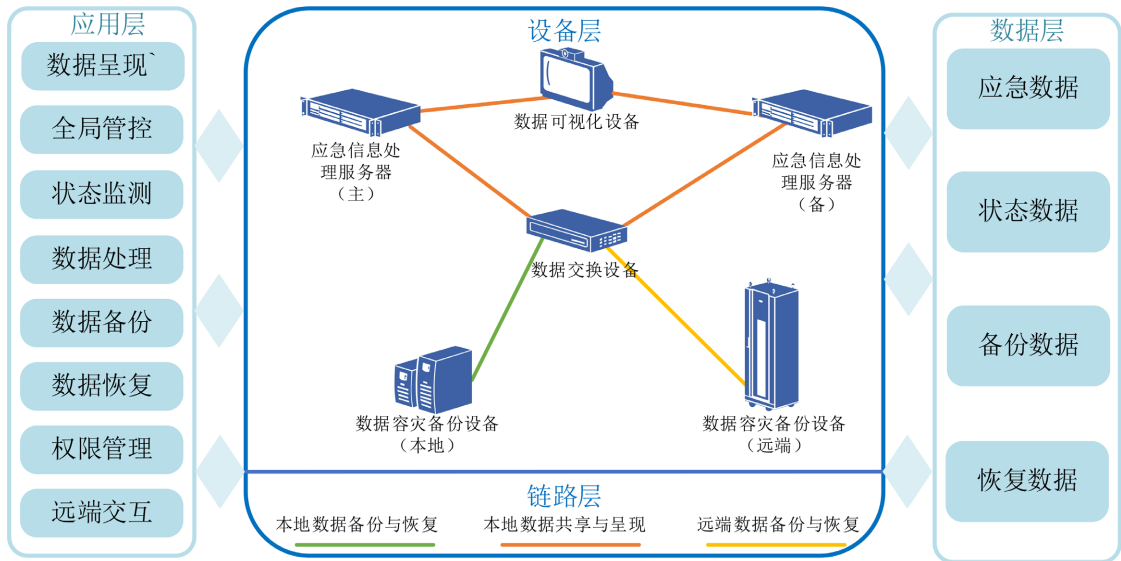 应用层
数据呈现`
全局管控
状态监测
数据处理
数据备份
数据恢复
权限管理
远端交互
设备层
数据可视化设备
应急信息处
理服务器
（主）
应急信息处
理服务器
（备）
数据交换设备
数据容灾备份设备
（本地）
数据容灾备份设备
（远端）
链路层
本地数据备份与恢复
本地数据共享与呈现
远端数据备份与恢复
数据层
应急数据
状态数据
备份数据
恢复数据